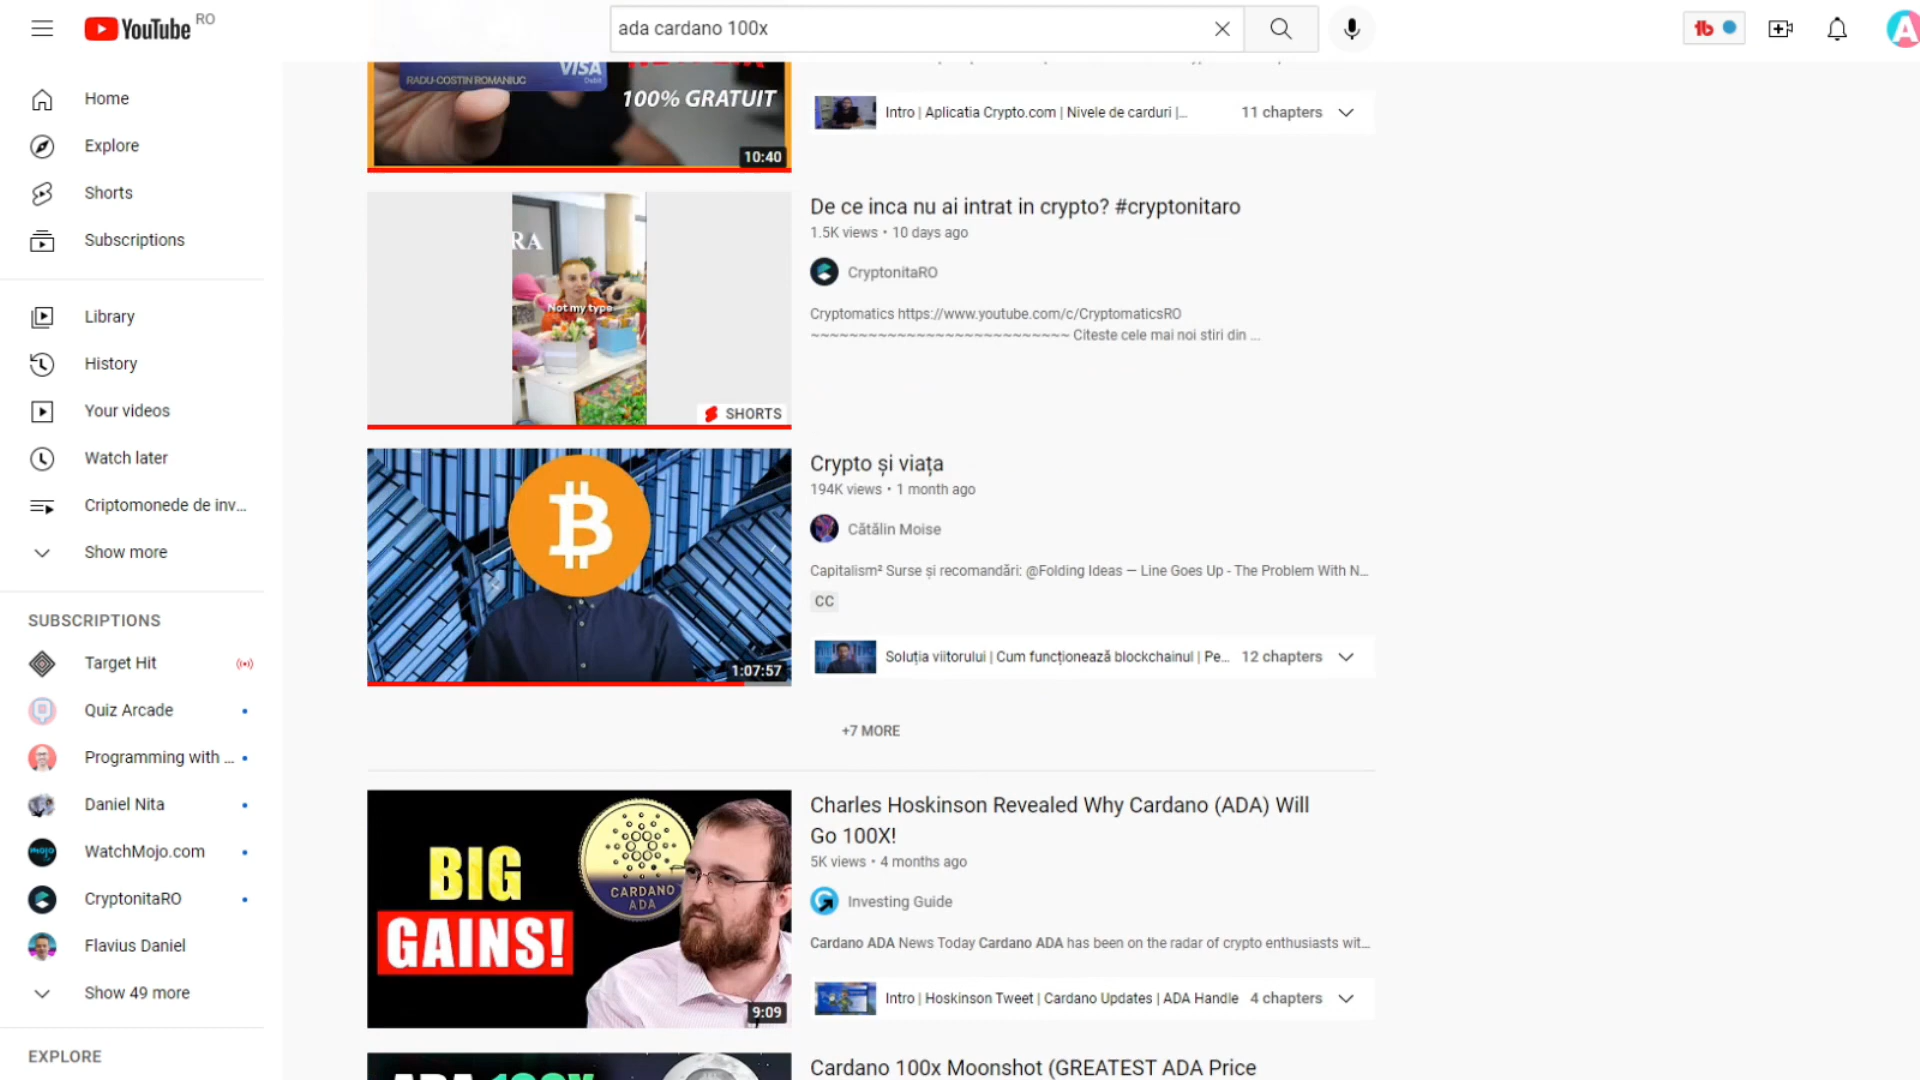 YouTube RO
ada cardano 100x
Home
Explore
Shorts
Subscriptions
Library
History
Your videos
Watch later
Criptomonede de inv...
Show more
SUBSCRIPTIONS
Target Hit
Quiz Arcade
Programming with ...
Daniel Nita
WatchMojo.com
CryptonitaRO
Flavius Daniel
Show 49 more
EXPLORE
VISA
Debit
RADU-COSTIN ROMANIUC
100% GRATUIT
10:40
Intro | Aplicatia Crypto.com | Nivele de carduri |...
11 chapters
RA
Not my type
SHORTS
De ce inca nu ai intrat in crypto? #cryptonitaro
1.5K views • 10 days ago
CryptonitaRO
Cryptomatics https://www.youtube.com/c/CryptomaticsRO
~~~~~~~~~~~~~~~~~~~~~~~~~~~ Citeste cele mai noi stiri din ...
1:07:57
Crypto și viața
194K views • 1 month ago
Cătălin Moise
Capitalism² Surse și recomandări: @Folding Ideas — Line Goes Up - The Problem With N...
CC
Soluția viitorului | Cum funcționează blockchainul | Pe...
12 chapters
+7 MORE
BIG
GAINS!
CARDANO
ADA
9:09
Charles Hoskinson Revealed Why Cardano (ADA) Will
Go 100X!
5K views • 4 months ago
Investing Guide
Cardano ADA News Today Cardano ADA has been on the radar of crypto enthusiasts wit...
Intro | Hoskinson Tweet | Cardano Updates | ADA Handle
4 chapters
ADA 100X
Cardano 100x Moonshot (GREATEST ADA Price